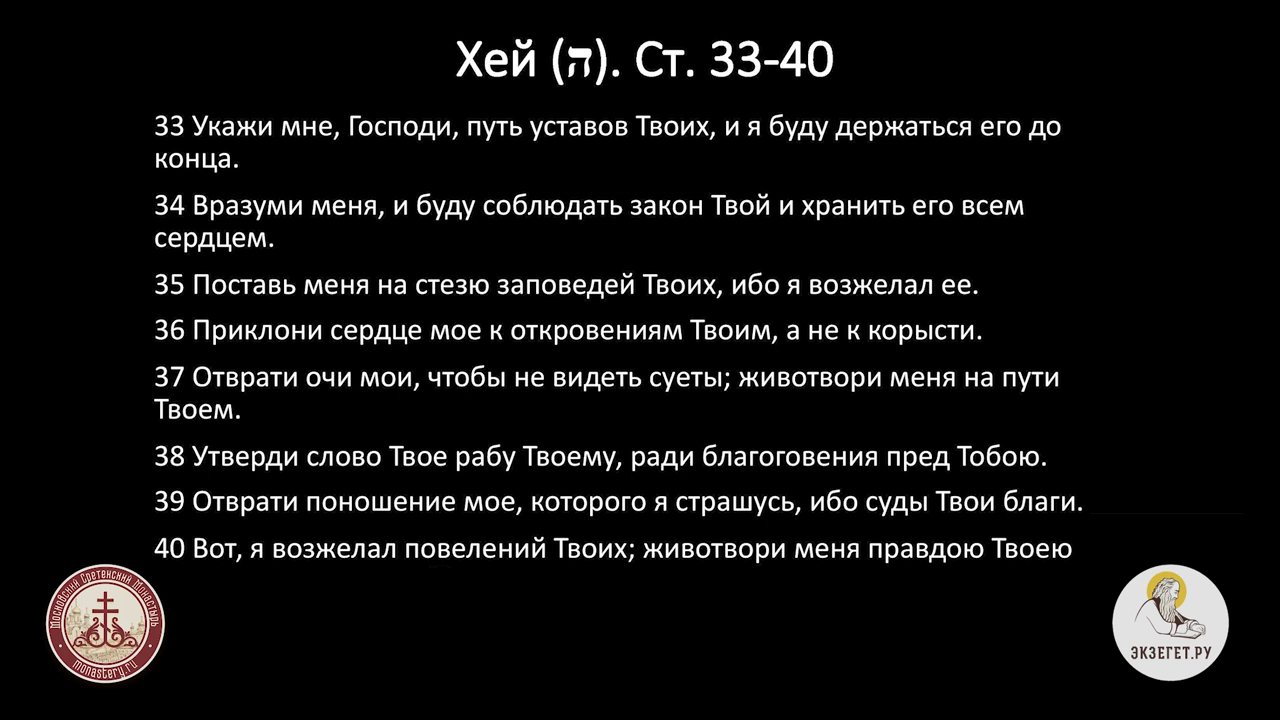 Хей (ה). Ст. 33-40
33 Укажи мне, Господи, путь уставов Твоих, и я буду держаться его до
конца.
34 Вразуми меня, и буду соблюдать закон Твой и хранить его всем
сердцем.
35 Поставь меня на стезю заповедей Твоих, ибо я возжелал ее.
36 Приклони сердце мое к откровениям Твоим, а не к корысти.
37 Отврати очи мои, чтобы не видеть суеты; животвори меня на пути
Твоем.
38 Утверди слово Твое рабу Твоему, ради благоговения пред Тобою.
39 Отврати поношение мое, которого я страшусь, ибо суды Твои благи.
40 Вот, я возжелал повелений Твоих; животвори меня правдою Твоею
Московский Сретенский Монастырь
monastery.ru
ЭКЗЕГЕТ.РУ